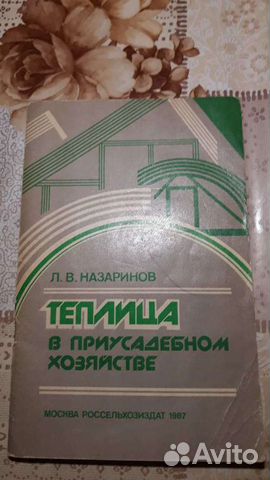 Л. В. НАЗАРИНОВ
ТЕПЛИЦА
В ПРИУСАДЕБНОМ
ХОЗЯЙСТВЕ
МОСКВА РОССЕЛЬХОЗИЗДАТ 1987
Avito